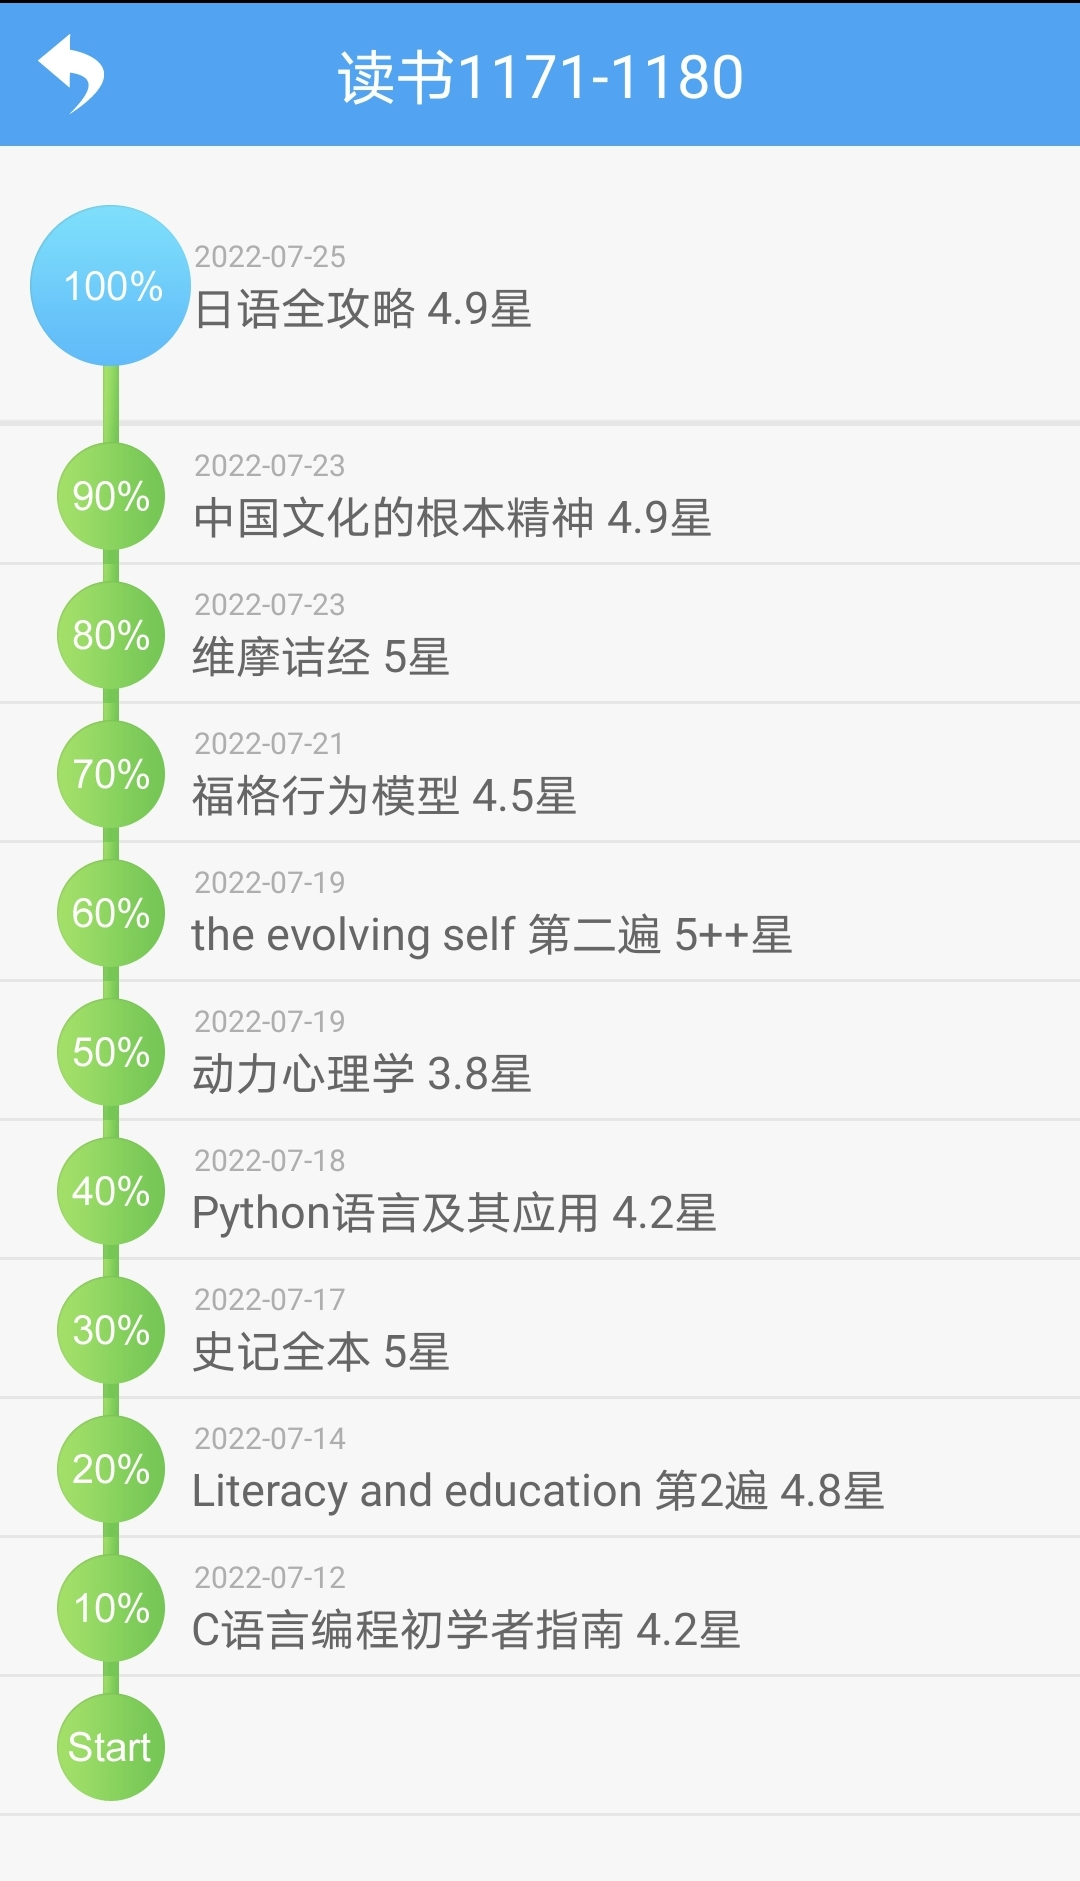 读书1171-1180
100%
2022-07-25
日语全攻略 4.9星
90%
2022-07-23
中国文化的根本精神 4.9星
80%
2022-07-23
维摩诘经 5星
70%
2022-07-21
福格行为模型 4.5星
60%
2022-07-19
the evolving self 第二遍 5++星
50%
2022-07-19
动力心理学 3.8星
40%
2022-07-18
Python语言及其应用 4.2星
30%
2022-07-17
史记全本 5星
20%
2022-07-14
Literacy and education 第2遍 4.8星
10%
2022-07-12
C语言编程初学者指南 4.2星
Start